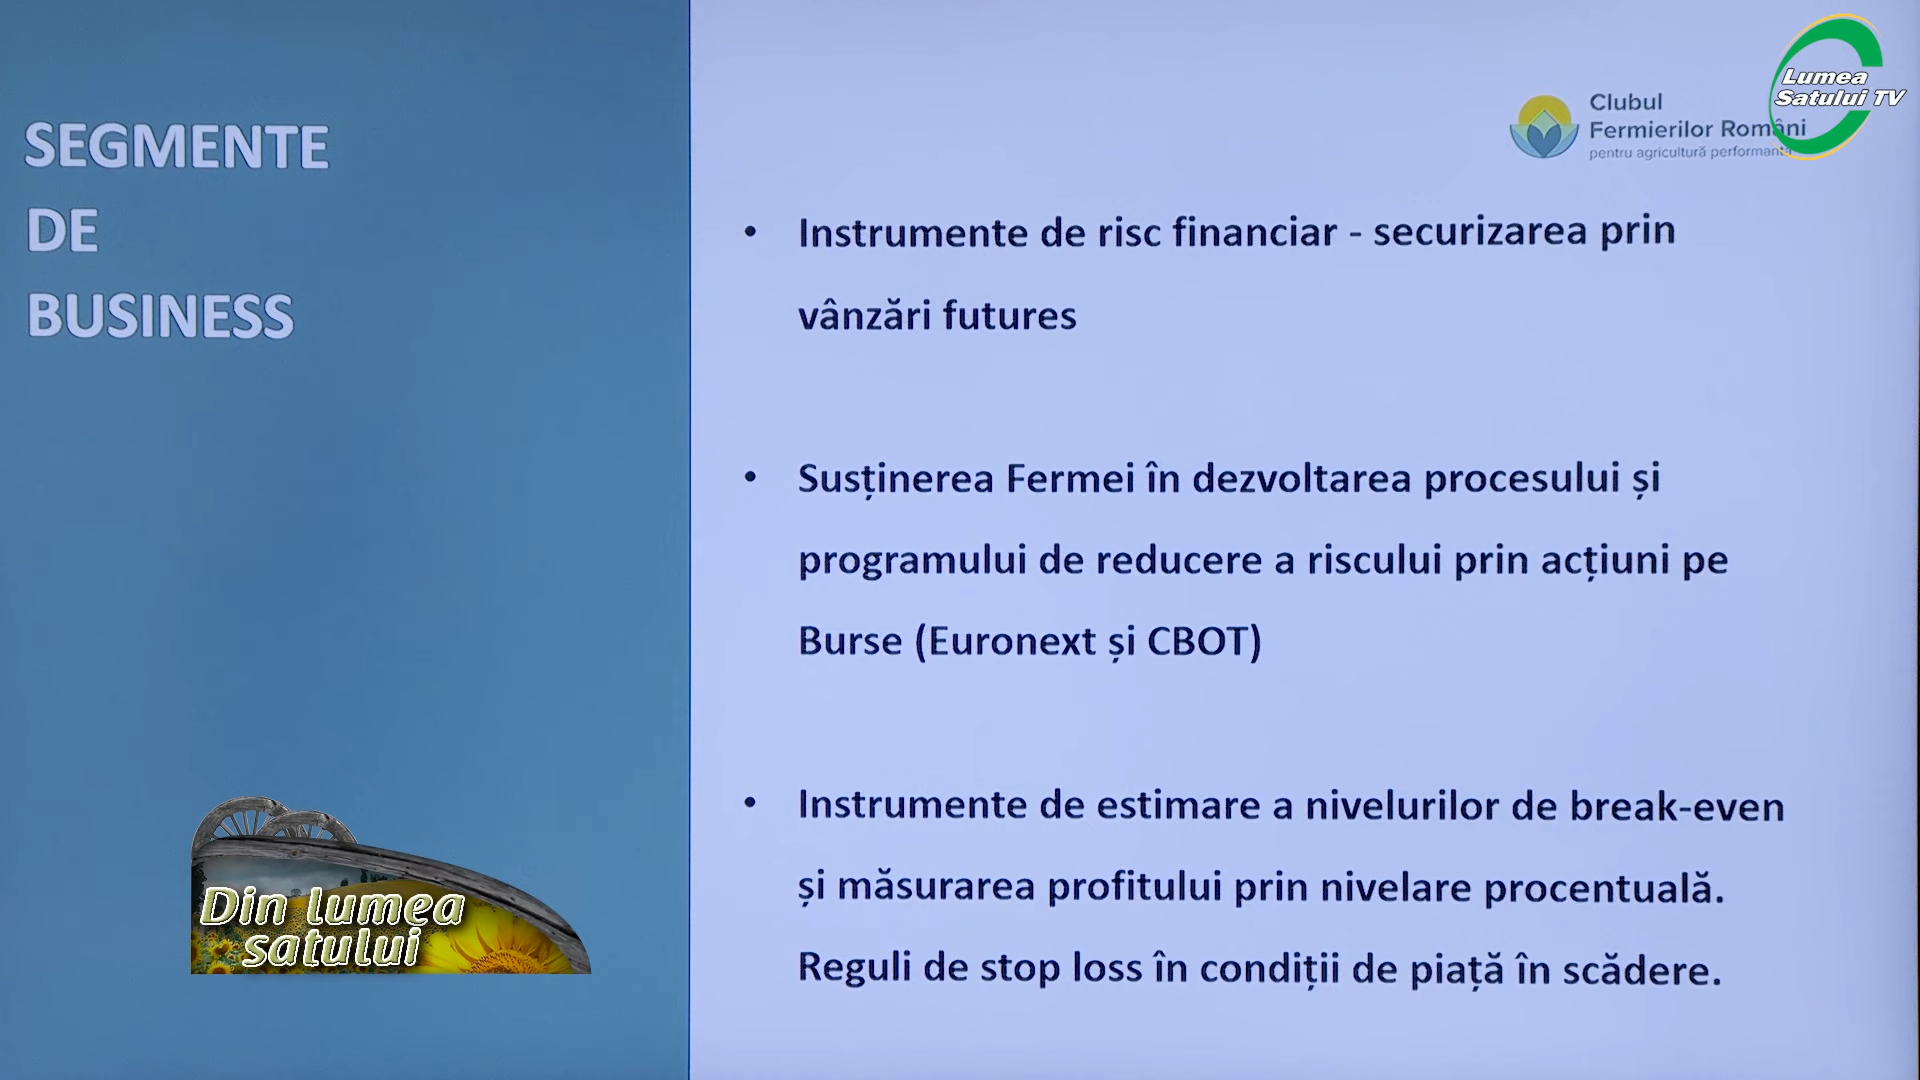 SEGMENTE
DE
BUSINESS
Lumea
Satului TV
Clubul
Fermierilor Români
pentru agricultură performantă
• Instrumente de risc financiar - securizarea prin
vânzări futures
• Susținerea Fermei în dezvoltarea procesului și
programului de reducere a riscului prin acțiuni pe
Burse (Euronext și CBOT)
• Instrumente de estimare a nivelurilor de break-even
și măsurarea profitului prin nivelare procentuală.
Reguli de stop loss în condiții de piață în scădere.
Din lumea
satului